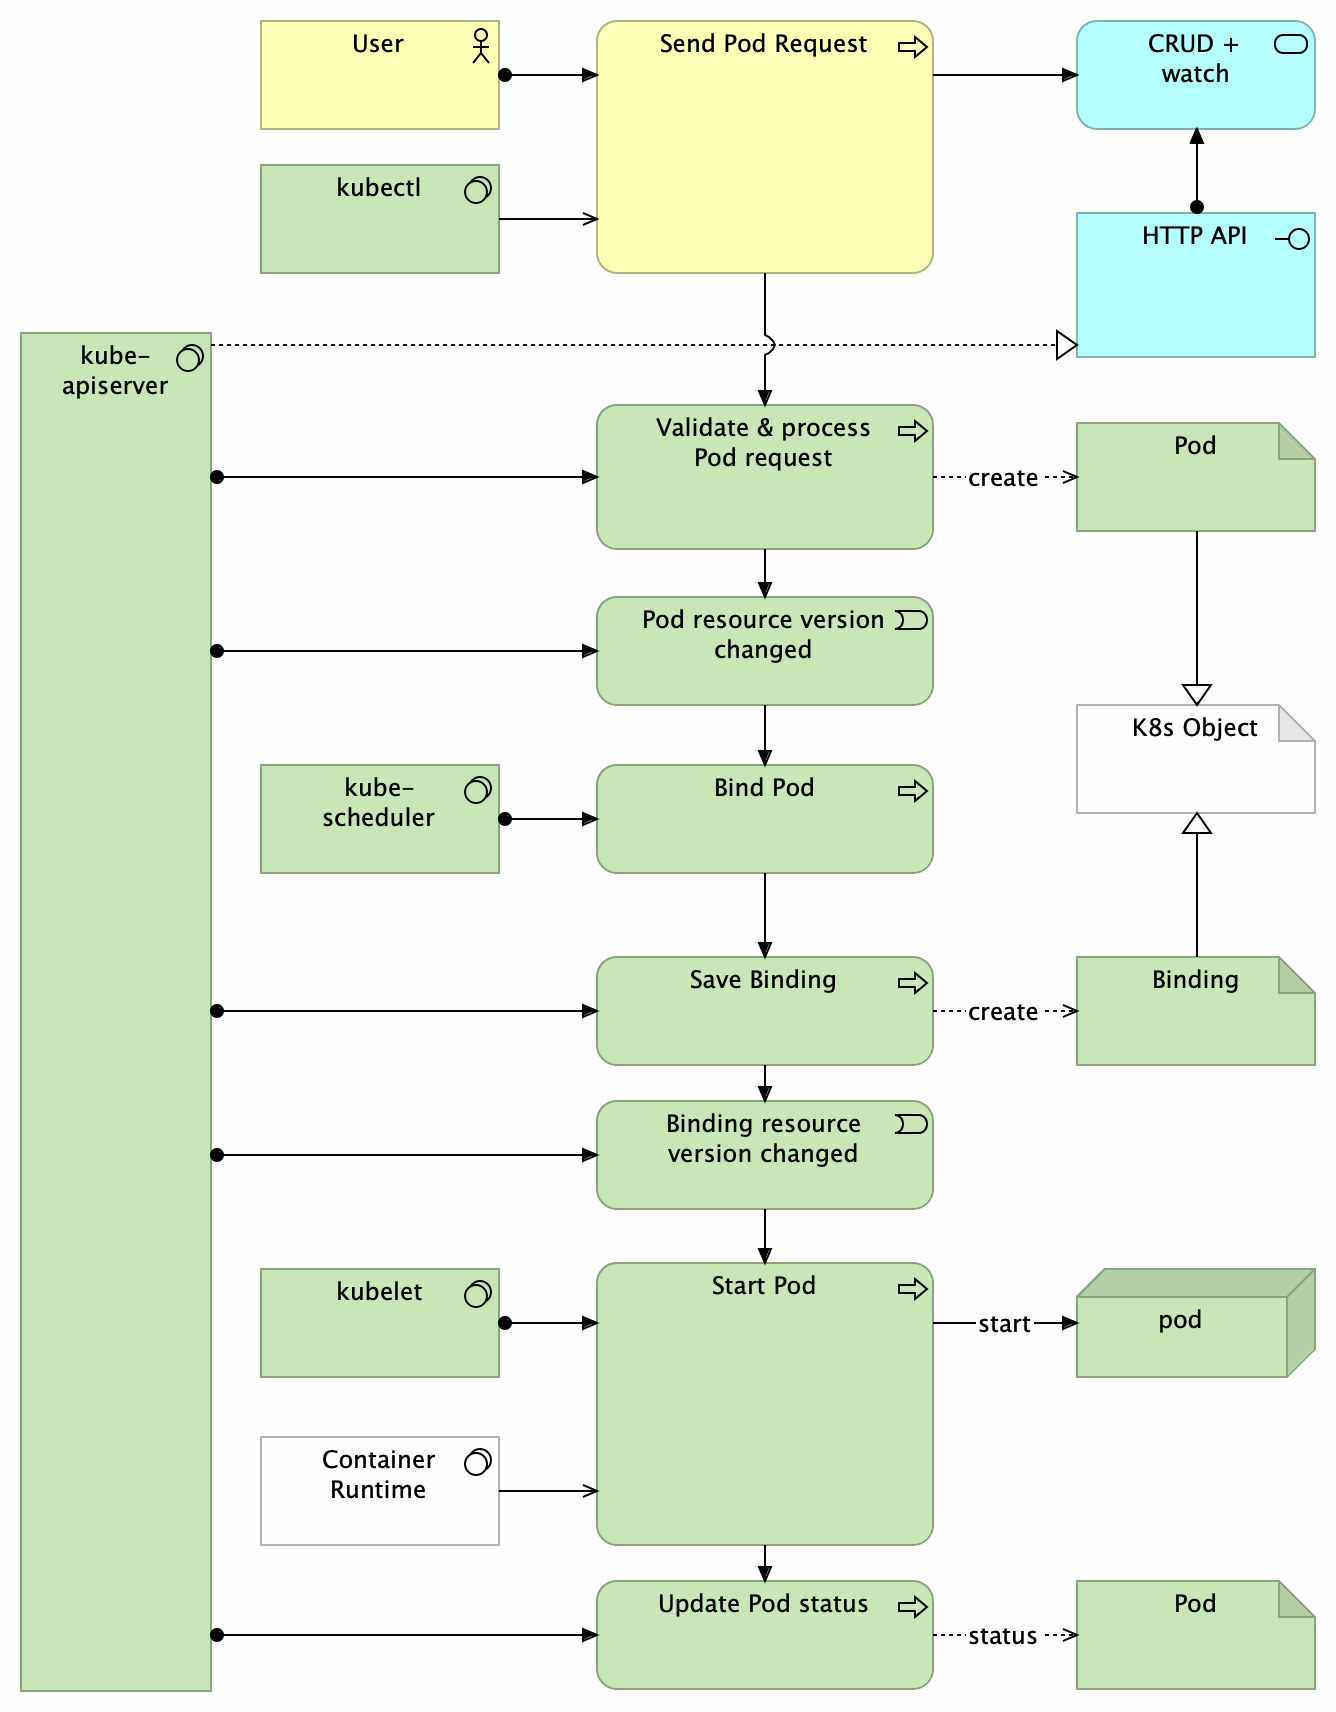 User
Send Pod Request
CRUD +
watch
kubectl
HTTP API
kube-
apiserver
Validate & process
Pod request
create
Pod
Pod resource version
changed
K8s Object
kube-
scheduler
Bind Pod
Save Binding
create
Binding
Binding resource
version changed
kubelet
Start Pod
start
pod
Container
Runtime
Update Pod status
status
Pod